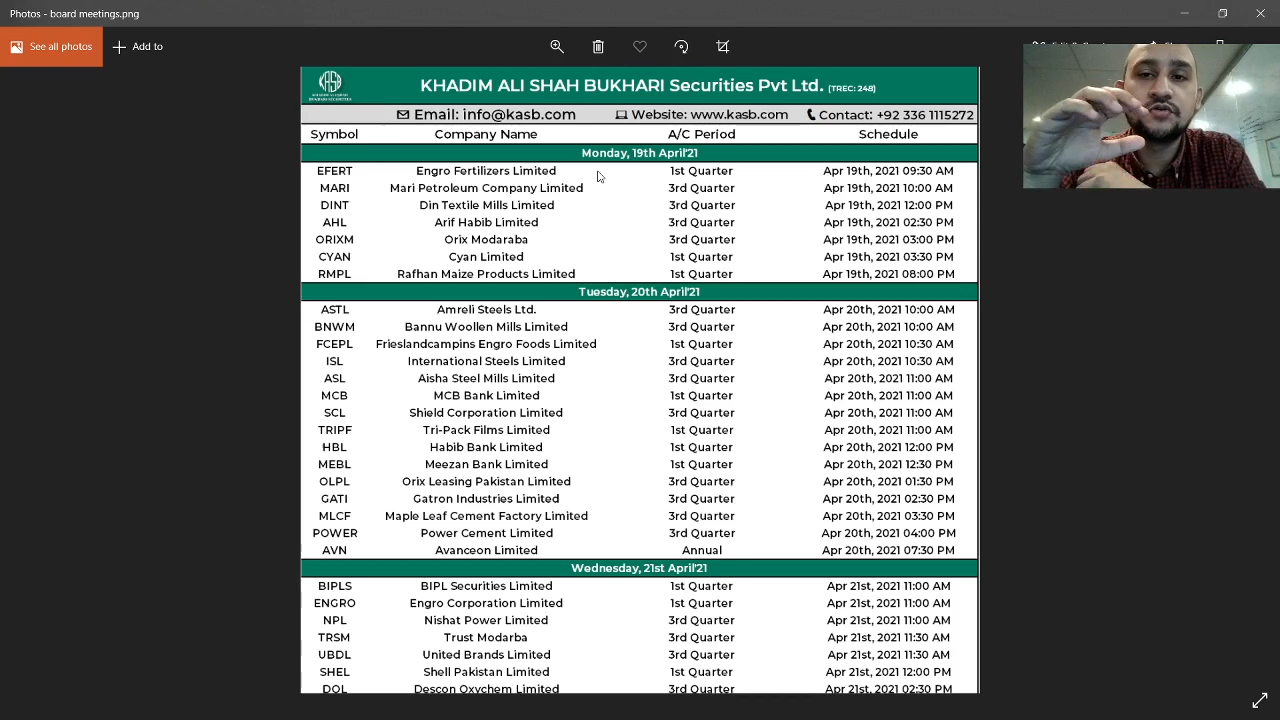 Photos - board meetings.png
See all photos
Add to
KHADIM ALI SHAH BUKHARI Securities Pvt Ltd. (TREC: 248)
KASB
Email: info@kasb.com Website: www.kasb.com Contact: +92 336 1115272
Symbol Company Name A/C Period Schedule
Monday, 19th April'21
EFERT Engro Fertilizers Limited 1st Quarter Apr 19th, 2021 09:30 AM
MARI Mari Petroleum Company Limited 3rd Quarter Apr 19th, 2021 10:00 AM
DINT Din Textile Mills Limited 3rd Quarter Apr 19th, 2021 12:00 PM
AHL Arif Habib Limited 3rd Quarter Apr 19th, 2021 02:30 PM
ORIXM Orix Modaraba 3rd Quarter Apr 19th, 2021 03:00 PM
CYAN Cyan Limited 1st Quarter Apr 19th, 2021 03:30 PM
RMPL Rafhan Maize Products Limited 1st Quarter Apr 19th, 2021 08:00 PM
Tuesday, 20th April'21
ASTL Amreli Steels Ltd. 3rd Quarter Apr 20th, 2021 10:00 AM
BNWM Bannu Woollen Mills Limited 3rd Quarter Apr 20th, 2021 10:00 AM
FCEPL Frieslandcampins Engro Foods Limited 1st Quarter Apr 20th, 2021 10:30 AM
ISL International Steels Limited 3rd Quarter Apr 20th, 2021 10:30 AM
ASL Aisha Steel Mills Limited 3rd Quarter Apr 20th, 2021 11:00 AM
MCB MCB Bank Limited 1st Quarter Apr 20th, 2021 11:00 AM
SCL Shield Corporation Limited 3rd Quarter Apr 20th, 2021 11:00 AM
TRIPF Tri-Pack Films Limited 1st Quarter Apr 20th, 2021 11:00 AM
HBL Habib Bank Limited 1st Quarter Apr 20th, 2021 12:00 PM
MEBL Meezan Bank Limited 1st Quarter Apr 20th, 2021 12:30 PM
OLPL Orix Leasing Pakistan Limited 3rd Quarter Apr 20th, 2021 01:30 PM
GATI Gatron Industries Limited 3rd Quarter Apr 20th, 2021 02:30 PM
MLCF Maple Leaf Cement Factory Limited 3rd Quarter Apr 20th, 2021 03:30 PM
POWER Power Cement Limited 3rd Quarter Apr 20th, 2021 04:00 PM
AVN Avanceon Limited Annual Apr 20th, 2021 07:30 PM
Wednesday, 21st April'21
BIPLS BIPL Securities Limited 1st Quarter Apr 21st, 2021 11:00 AM
ENGRO Engro Corporation Limited 1st Quarter Apr 21st, 2021 11:00 AM
NPL Nishat Power Limited 3rd Quarter Apr 21st, 2021 11:00 AM
TRSM Trust Modarba 3rd Quarter Apr 21st, 2021 11:30 AM
UBDL United Brands Limited 3rd Quarter Apr 21st, 2021 11:30 AM
SHEL Shell Pakistan Limited 1st Quarter Apr 21st, 2021 12:00 PM
DOL Descon Oxychem Limited 3rd Quarter Apr 21st, 2021 02:30 PM